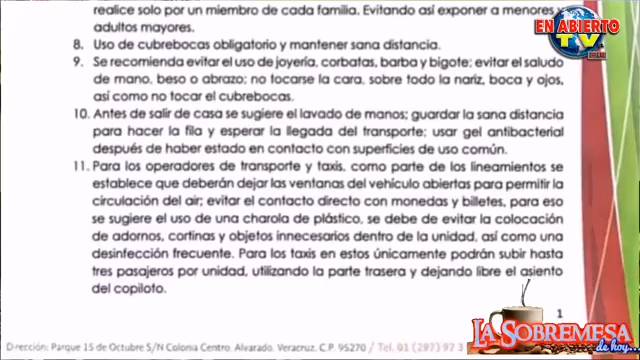 realice solo por un miembro de cada familia. Evitando así exponer a menores y
adultos mayores.
8. Uso de cubrebocas obligatorio y mantener sana distancia.
9. Se recomienda evitar el uso de joyería, corbatas, barba y bigote; evitar el saludo
de mano, beso o abrazo; no tocarse la cara, sobre todo la nariz, boca y ojos,
así como no tocar el cubrebocas.
10. Antes de salir de casa se sugiere el lavado de manos; guardar la sana distancia
para hacer la fila y esperar la llegada del transporte; usar gel antibacterial
después de haber estado en contacto con superficies de uso común.
11. Para los operadores de transporte y taxis, como parte de los lineamientos se
establece que deberán dejar las ventanas del vehículo abiertas para permitir la
circulación del air; evitar el contacto directo con monedas y billetes, para eso
se sugiere el uso de una charola de plástico, se debe de evitar la colocación
de adornos, cortinas y objetos innecesarios dentro de la unidad, así como una
desinfección frecuente. Para los taxis en estos únicamente podrán subir hasta
tres pasajeros por unidad, utilizando la parte trasera y dejando libre el asiento
del copiloto.
1
Dirección: Parque 15 de Octubre S/N Colonia Centro, Alvarado, Veracruz, C.P. 95270 / Tel. 01 (297) 97 3
EN ABIERTO
TV
LA SOBREMESA
de hoy...